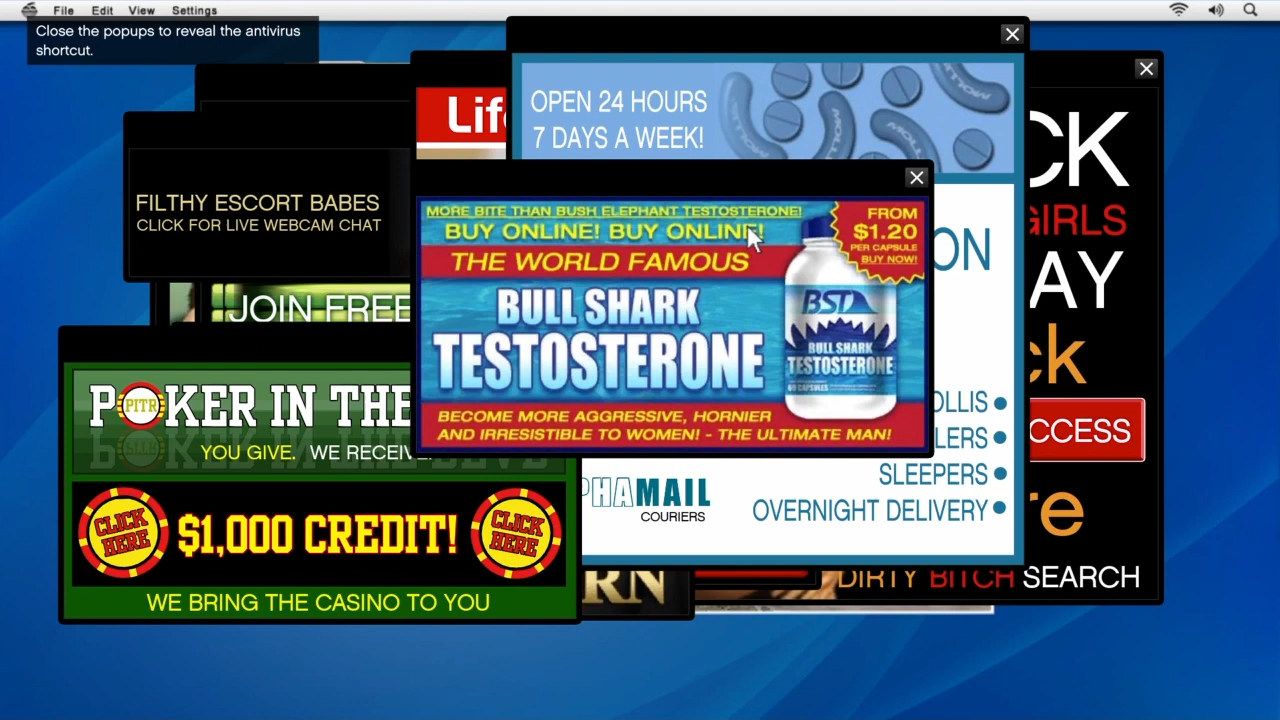 File Edit View Settings
Close the popups to reveal the antivirus
shortcut.
OPEN 24 HOURS
7 DAYS A WEEK!
MOLLIT
FILTHY ESCORT BABES
CLICK FOR LIVE WEBCAM CHAT
JOIN FREE
MORE BITE THAN BUSH ELEPHANT TESTOSTERONE!
BUY ONLINE! BUY ONLINE!
THE WORLD FAMOUS
BULL SHARK
TESTOSTERONE
BECOME MORE AGGRESSIVE, HORNIER
AND IRRESISTIBLE TO WOMEN! - THE ULTIMATE MAN!
FROM
$1.20
PER CAPSULE
BUY NOW!
BST
BULL SHARK
TESTOSTERONE
60 CAPSULES
Lif
CK
GIRLS
ON
AY
ck
OLLIS
CCESS
LERS
SLEEPERS
OVERNIGHT DELIVERY
re
PHAMAIL
COURIERS
DIRTY BITCH SEARCH
RN
POKER IN THE
PITR
YOU GIVE. WE RECEIVE.
CLICK
HERE
$1,000 CREDIT!
CLICK
HERE
WE BRING THE CASINO TO YOU